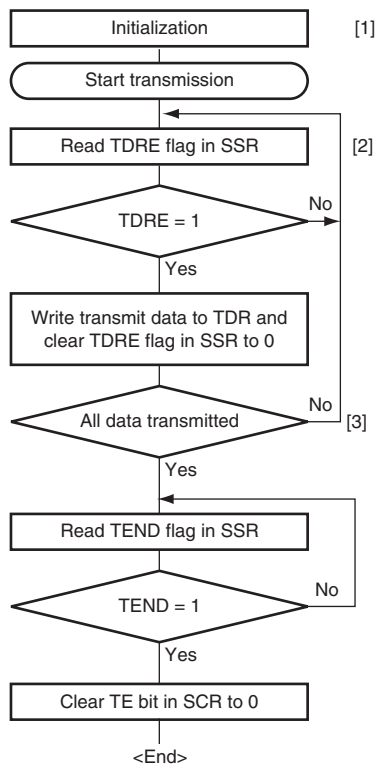 Initialization [1]
Start transmission
Read TDRE flag in SSR [2]
TDRE = 1
No
Yes
Write transmit data to TDR and
clear TDRE flag in SSR to 0
No
All data transmitted [3]
Yes
Read TEND flag in SSR
No
TEND = 1
Yes
Clear TE bit in SCR to 0
<End>